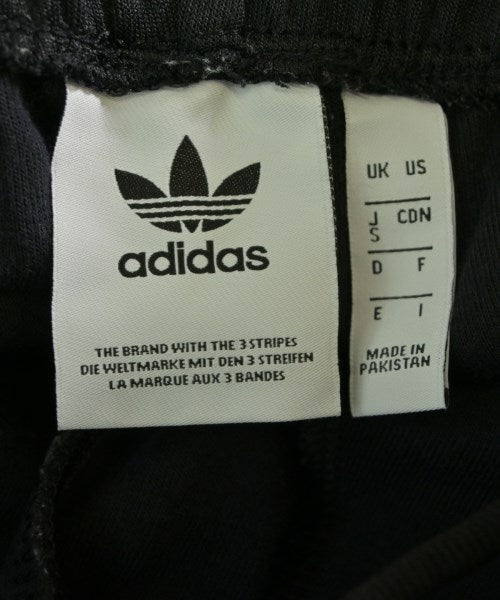 adidas
THE BRAND WITH THE 3 STRIPES
DIE WELTMARKE MIT DEN 3 STREIFEN
LA MARQUE AUX 3 BANDES
UK US
J CDN
S
D F
E I
MADE IN
PAKISTAN